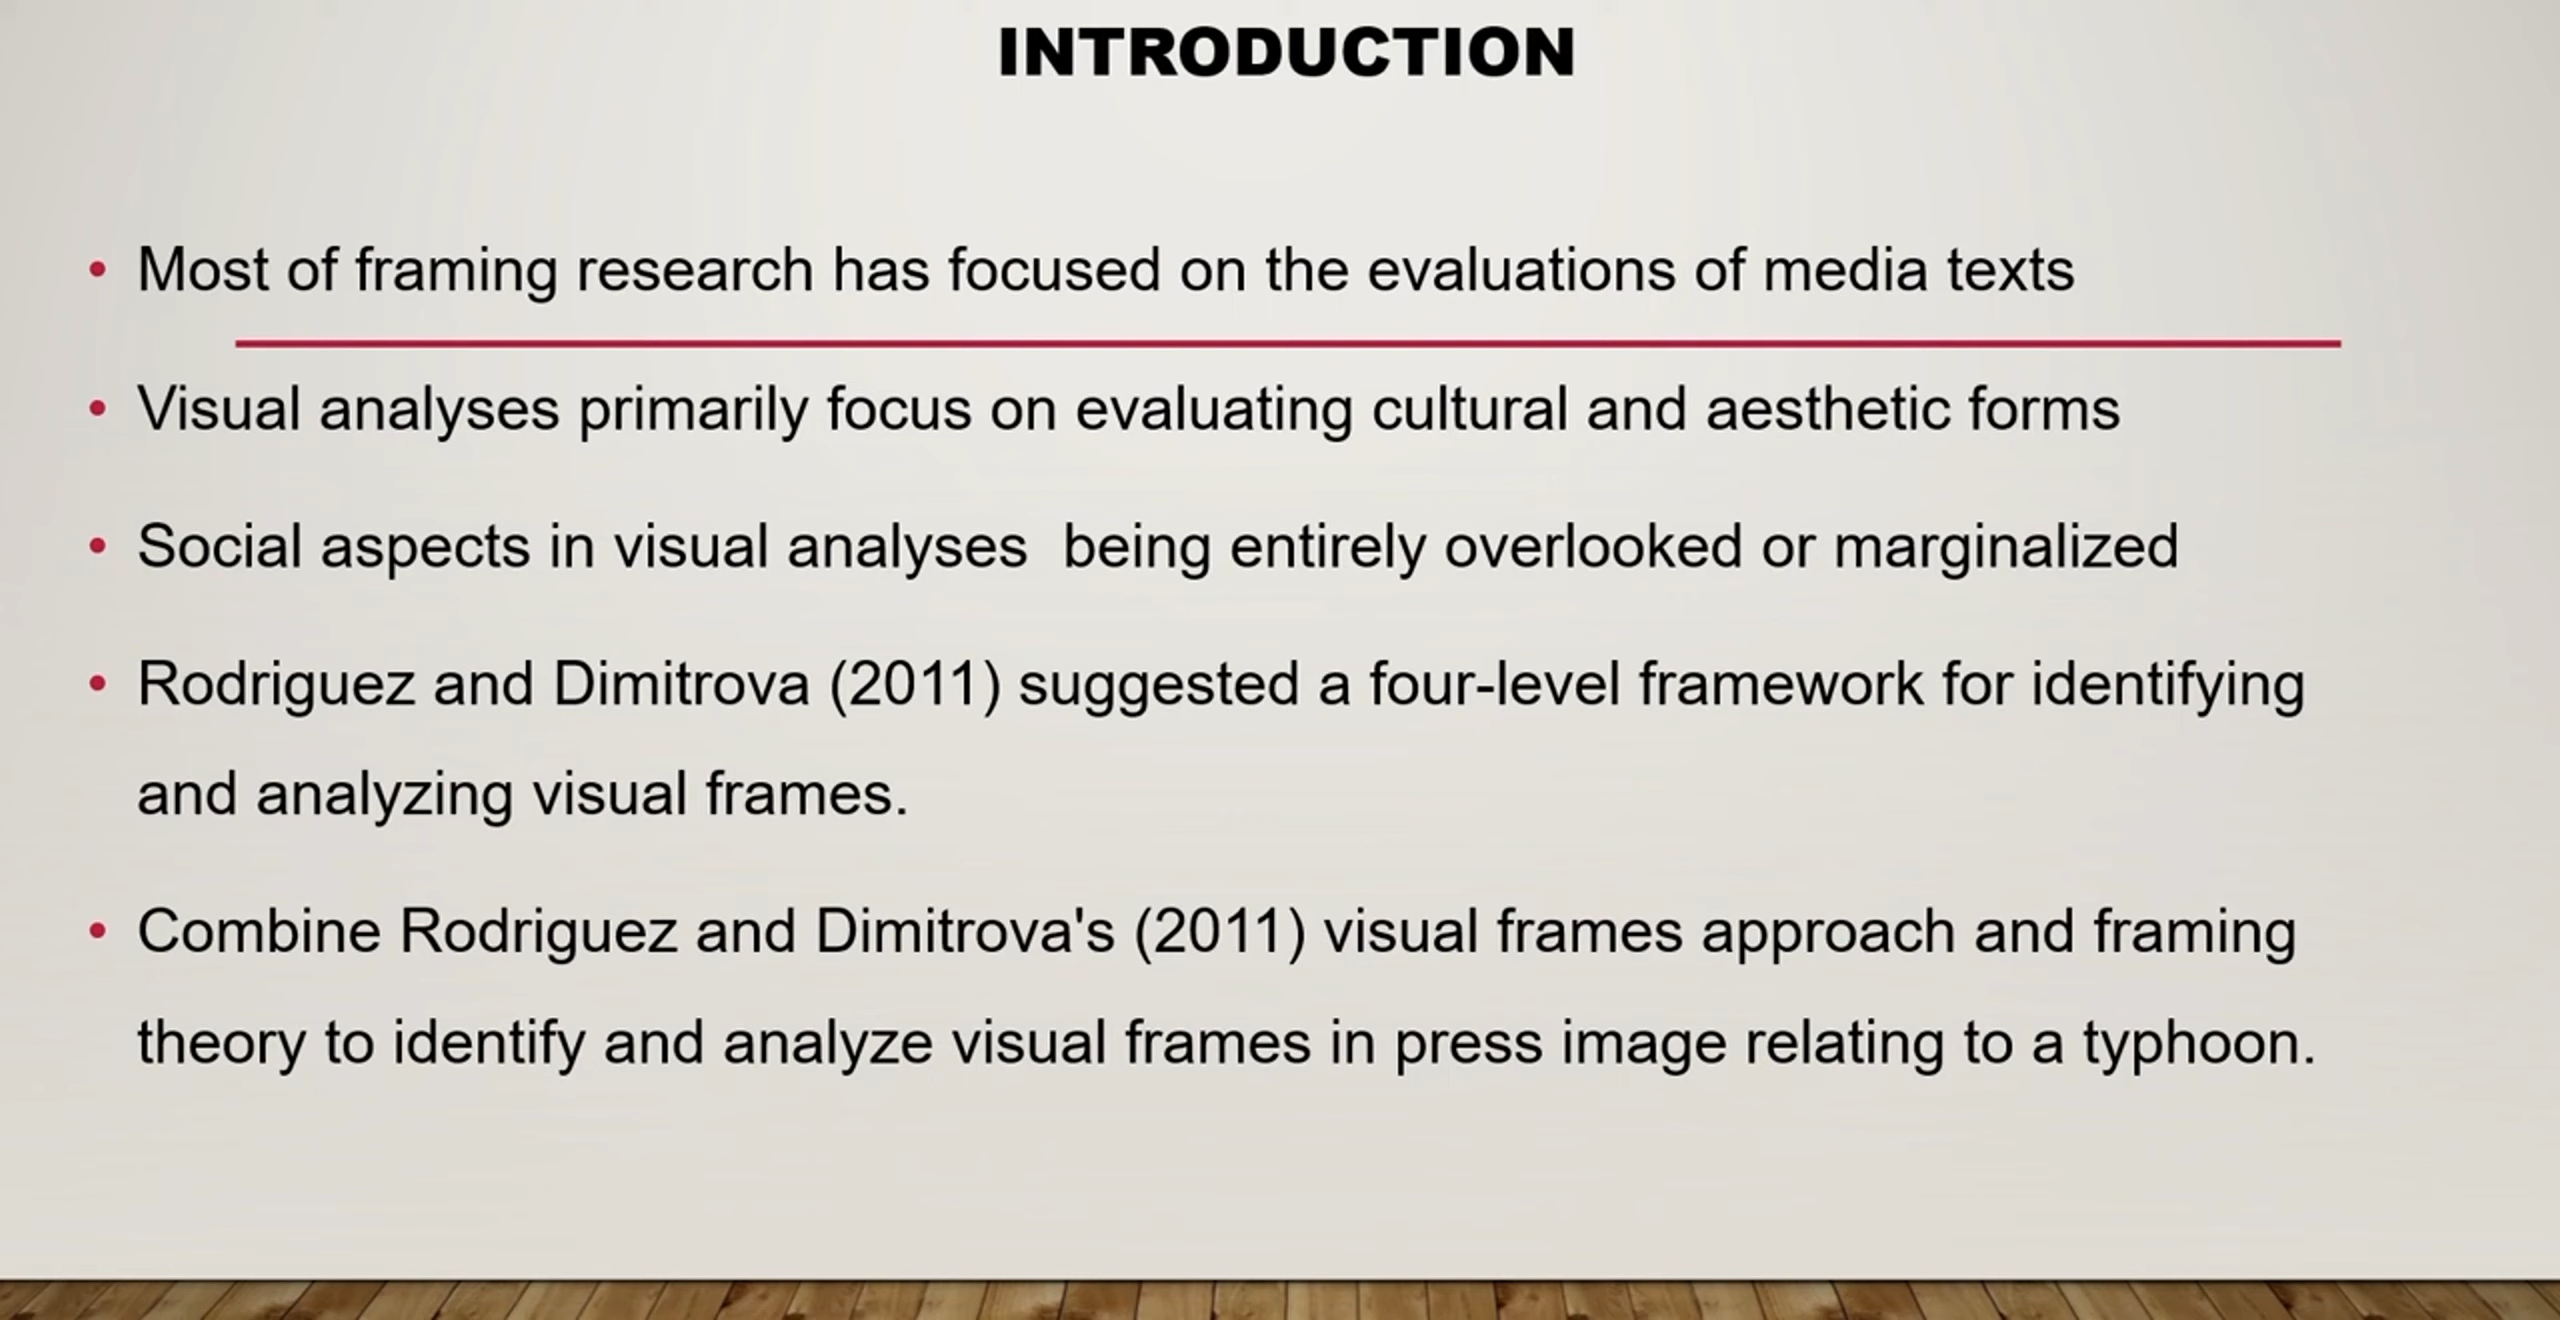 INTRODUCTION
• Most of framing research has focused on the evaluations of media texts
• Visual analyses primarily focus on evaluating cultural and aesthetic forms
• Social aspects in visual analyses  being entirely overlooked or marginalized
• Rodriguez and Dimitrova (2011) suggested a four-level framework for identifying
and analyzing visual frames.
• Combine Rodriguez and Dimitrova's (2011) visual frames approach and framing
theory to identify and analyze visual frames in press image relating to a typhoon.